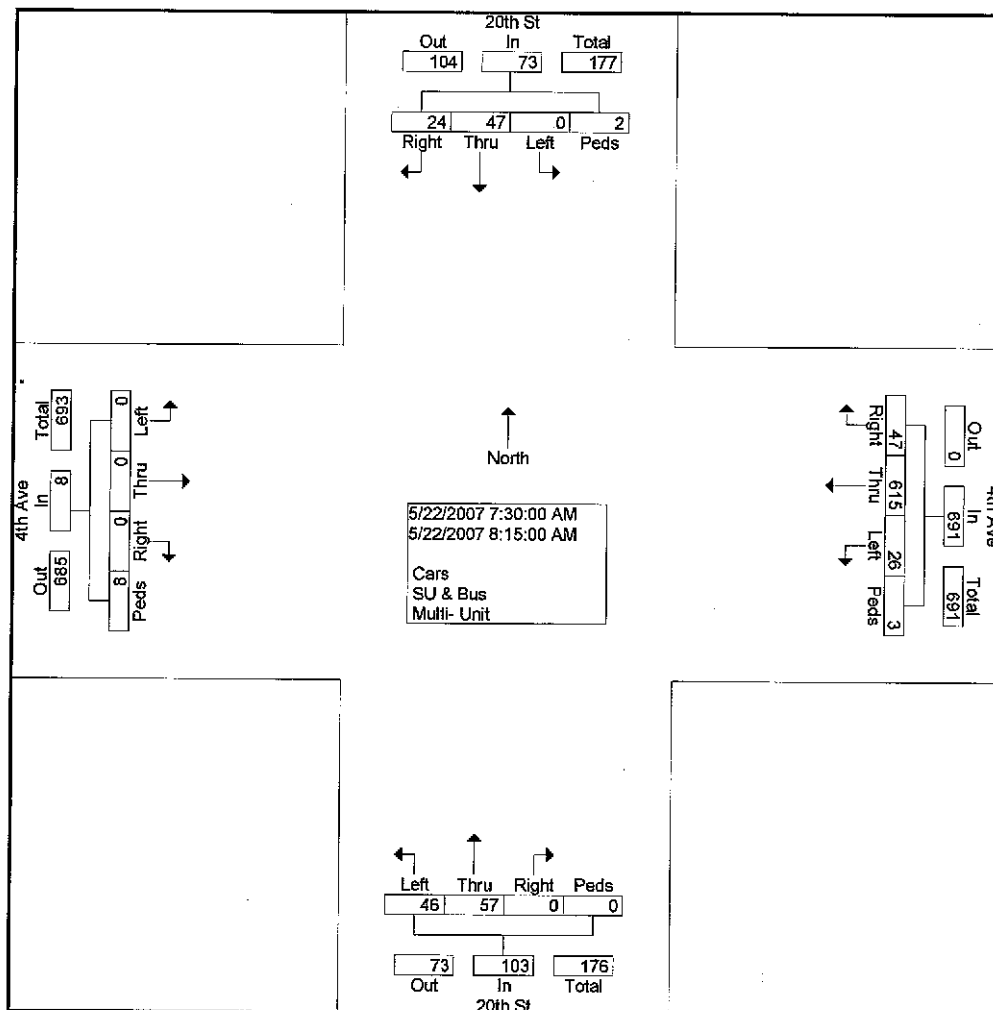 20th St
Out In Total
104 73 177
24 47 0 2
Right Thru Left Peds
4th Ave
Total In Out
693 8 685
0 0 0 8
Left Thru Right Peds
North
5/22/2007 7:30:00 AM
5/22/2007 8:15:00 AM
Cars
SU & Bus
Multi- Unit
Right Thru Left Peds
47 615 26 3
Out In Total
0 691 691
4th Ave
Left Thru Right Peds
46 57 0 0
73 103 176
Out In Total
20th St